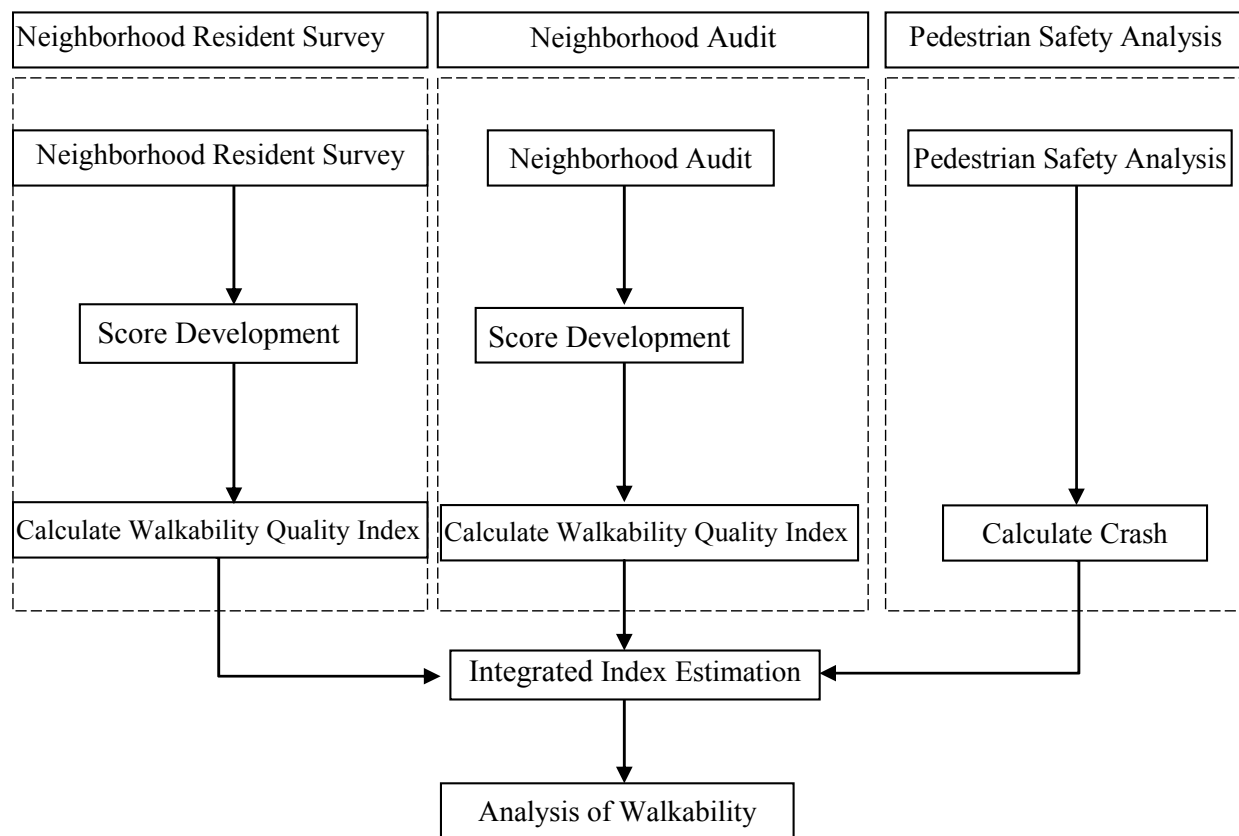 Neighborhood Resident Survey
Neighborhood Audit
Pedestrian Safety Analysis
Neighborhood Resident Survey
Neighborhood Audit
Pedestrian Safety Analysis
Score Development
Score Development
Calculate Walkability Quality Index
Calculate Walkability Quality Index
Calculate Crash
Integrated Index Estimation
Analysis of Walkability